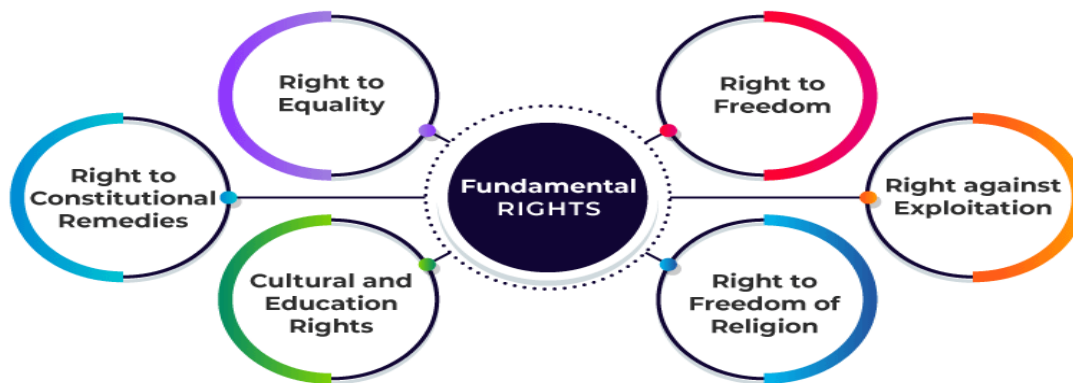 Right to
Equality
Right to
Freedom
Right to
Constitutional
Remedies
Fundamental
RIGHTS
Right against
Exploitation
Cultural and
Education
Rights
Right to
Freedom of
Religion